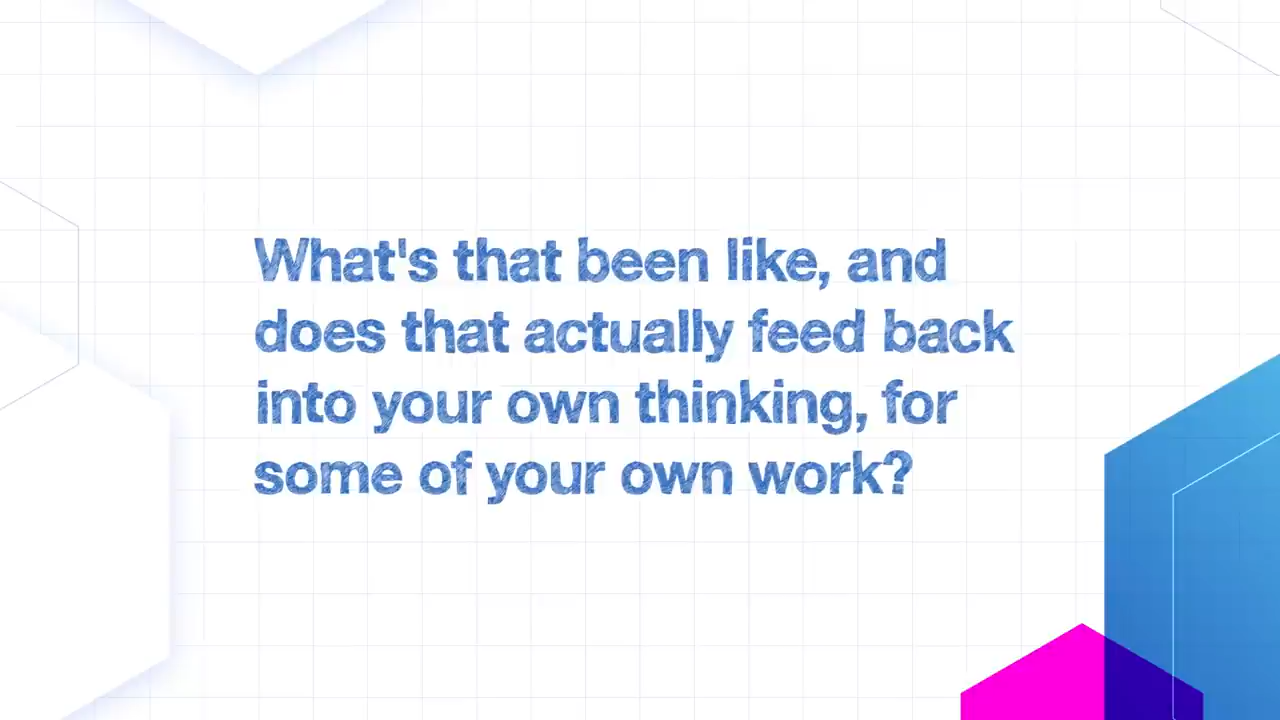 What's that been like, and
does that actually feed back
into your own thinking, for
some of your own work?